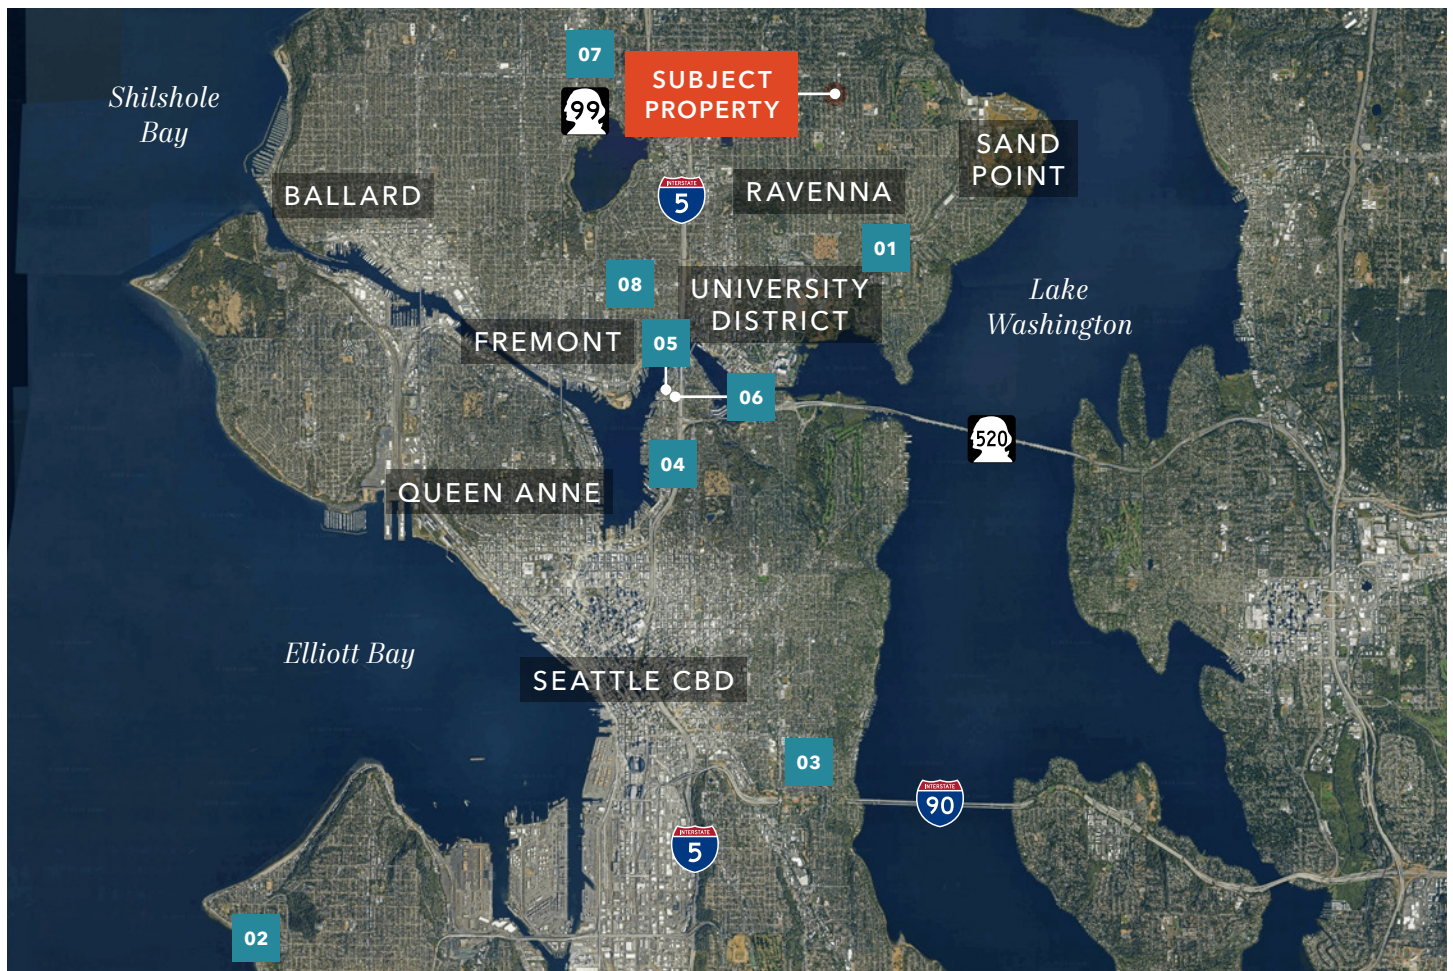 07
SUBJECT
PROPERTY
99
Shilshole
Bay
SAND
POINT
BALLARD
INTERSTATE
5
RAVENNA
01
08
UNIVERSITY
DISTRICT
Lake
Washington
FREMONT
05
06
520
04
QUEEN ANNE
Elliott Bay
SEATTLE CBD
03
INTERSTATE
90
INTERSTATE
5
02